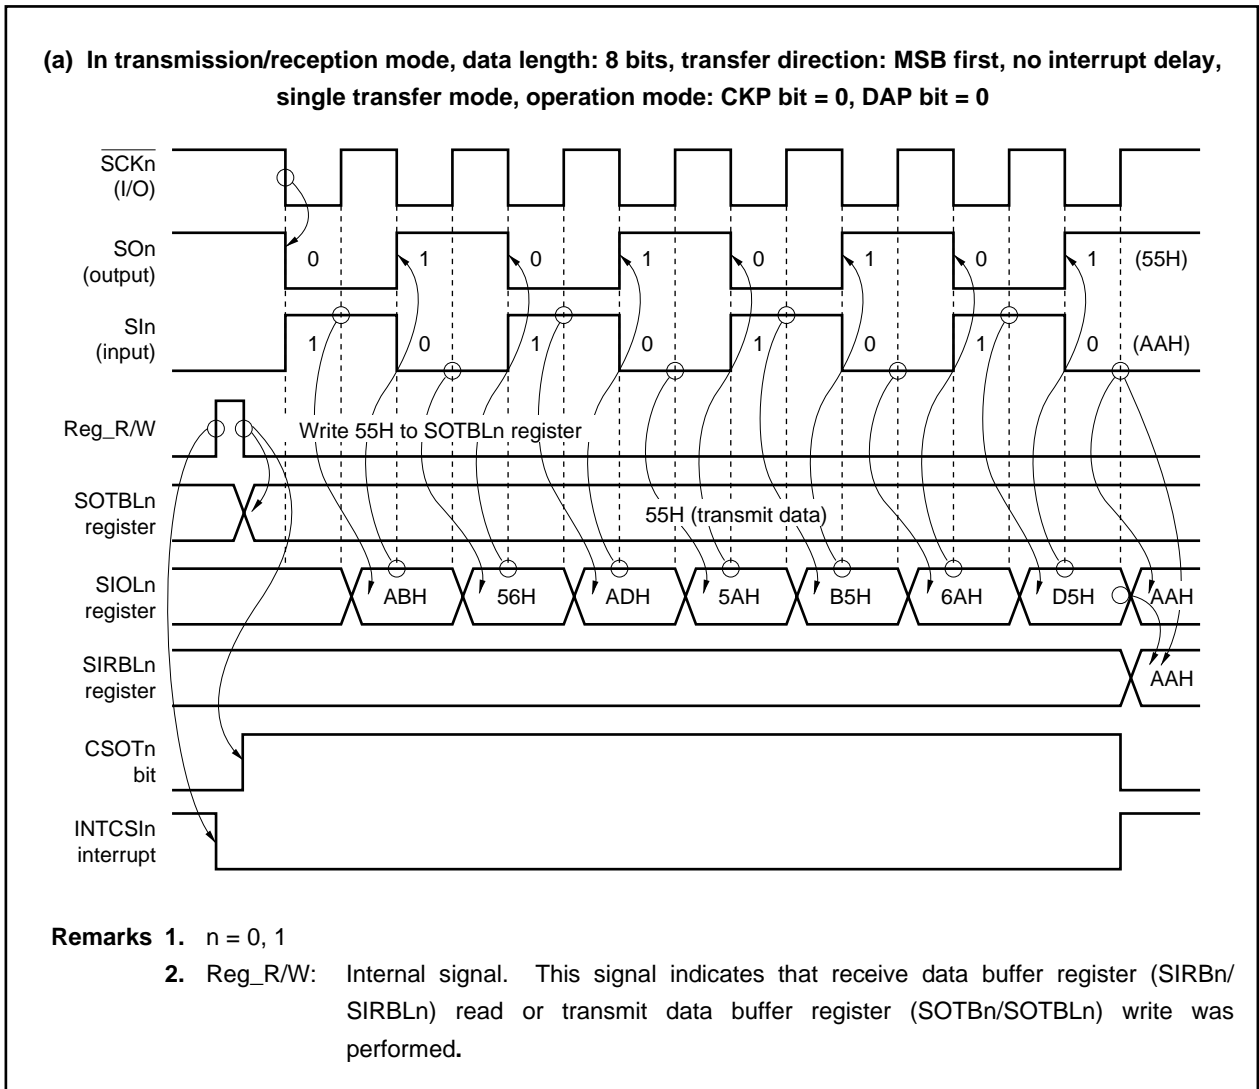 (a) In transmission/reception mode, data length: 8 bits, transfer direction: MSB first, no interrupt delay,
single transfer mode, operation mode: CKP bit = 0, DAP bit = 0
SCKn
(I/O)
SOn
(output)
0 1 0 1 0 1 0 1 (55H)
SIn
(input)
1 0 1 0 1 0 1 0 (AAH)
Reg_R/W
Write 55H to SOTBLn register
SOTBLn
register
55H (transmit data)
SIOLn
register
ABH 56H ADH 5AH B5H 6AH D5H AAH
SIRBLn
register
AAH
CSOTn
bit
INTCSIn
interrupt
Remarks 1. n = 0, 1
2. Reg_R/W: Internal signal. This signal indicates that receive data buffer register (SIRBn/
SIRBLn) read or transmit data buffer register (SOTBn/SOTBLn) write was
performed.